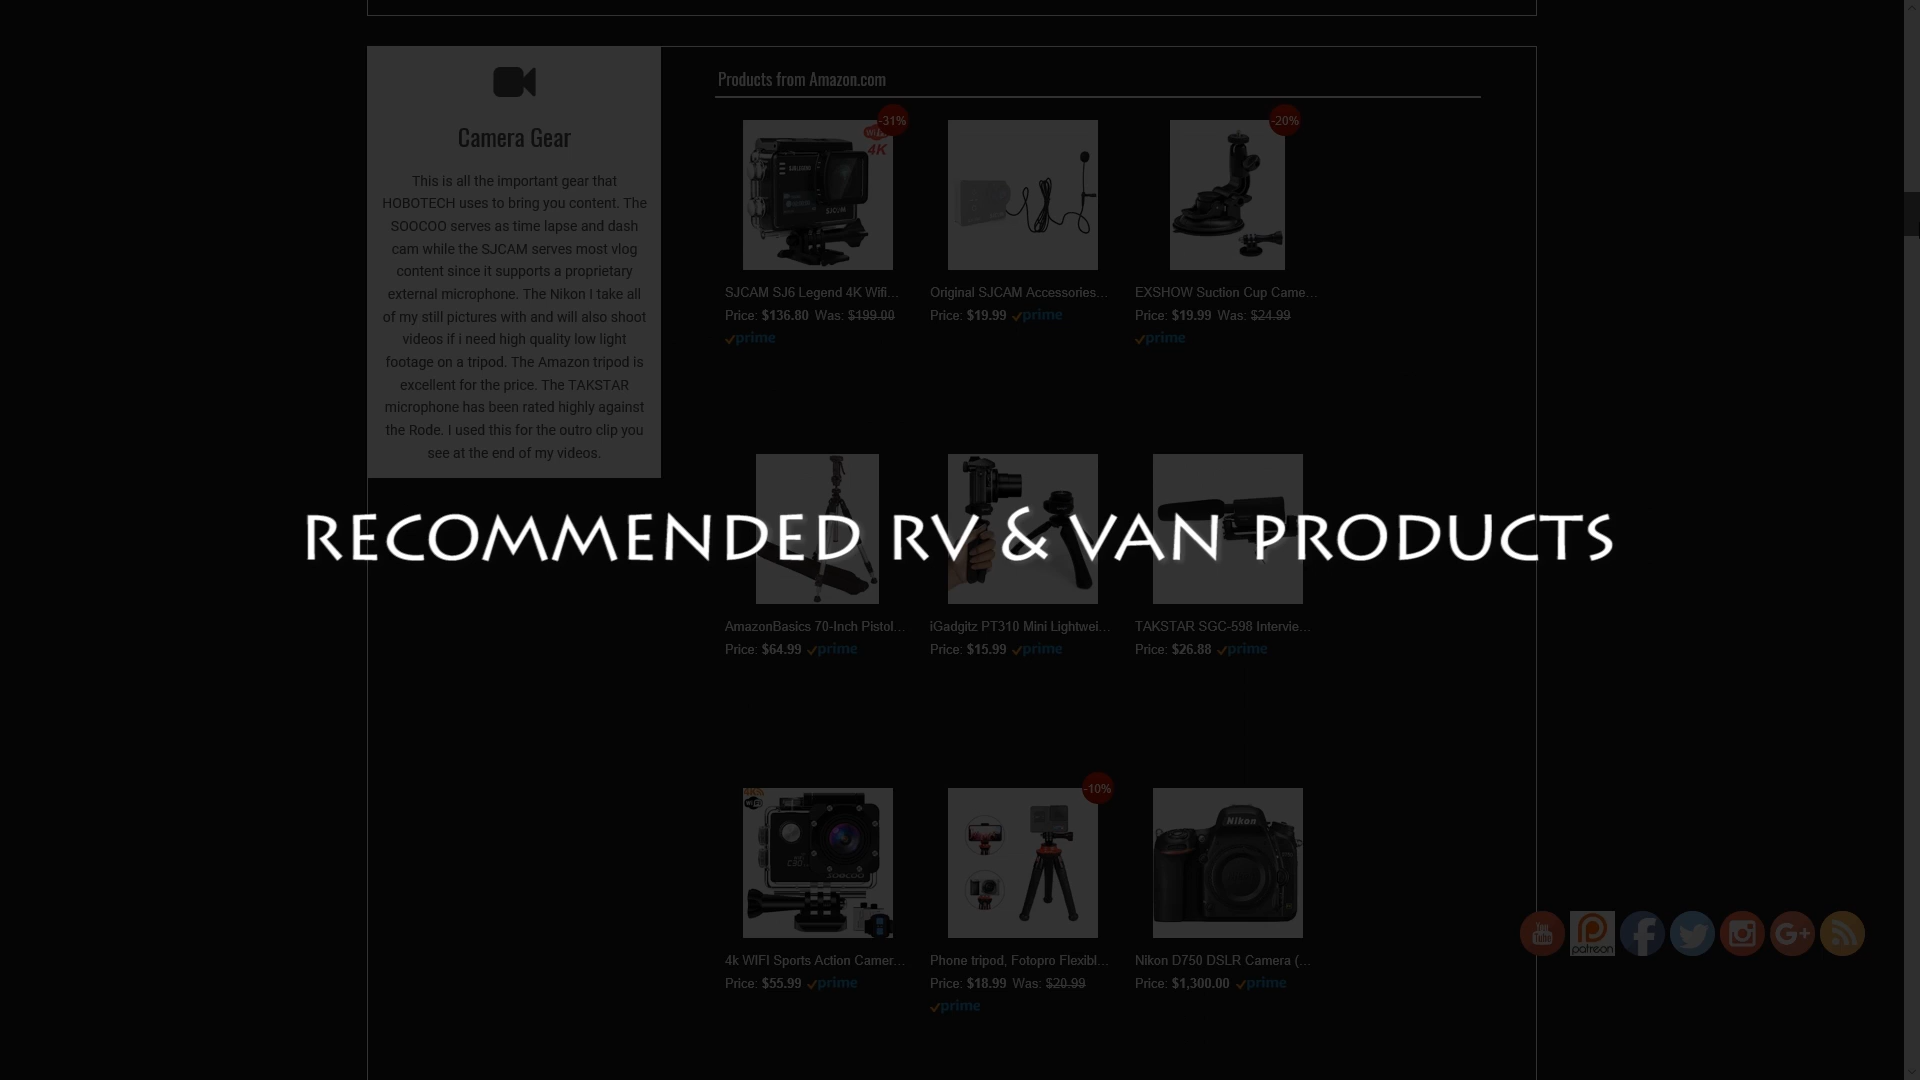 Camera Gear
This is all the important gear that
HOBOTECH uses to bring you content. The
SOOCOO serves as time lapse and dash
cam while the SJCAM serves most vlog
content since it supports a proprietary
external microphone. The Nikon I take all
of my still pictures with and will also shoot
videos if i need high quality low light
footage on a tripod. The Amazon tripod is
excellent for the price. The TAKSTAR
microphone has been rated highly against
the Rode. I used this for the outro clip you
see at the end of my videos.
Products from Amazon.com
-31%
-20%
4K
SJCAM
SJCAM SJ6 Legend 4K Wifi...
Price: $136.80 Was: $199.00
prime
Original SJCAM Accessories...
Price: $19.99 prime
EXSHOW Suction Cup Came...
Price: $19.99 Was: $24.99
prime
RECOMMENDED RV & VAN PRODUCTS
AmazonBasics 70-Inch Pistol...
Price: $64.99 prime
iGadgitz PT310 Mini Lightwei...
Price: $15.99 prime
TAKSTAR SGC-598 Intervie...
Price: $26.88 prime
-10%
Nikon
4k WIFI Sports Action Camer...
Price: $55.99 prime
Phone tripod, Fotopro Flexibl...
Price: $18.99 Was: $20.99
prime
Nikon D750 DSLR Camera (...
Price: $1,300.00 prime
You Tube
patreon
G+